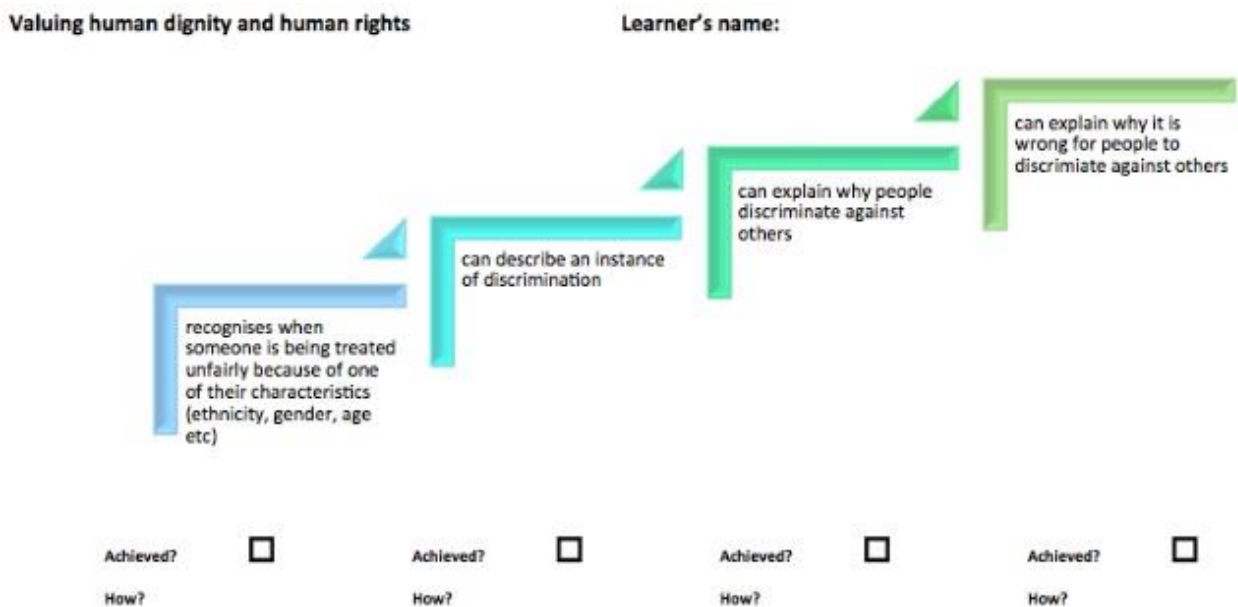 Valuing human dignity and human rights
Learner's name:
can explain why it is
wrong for people to
discrimiate against others
can explain why people
discriminate against
others
can describe an instance
of discrimination
recognises when
someone is being treated
unfairly because of one
of their characteristics
(ethnicity, gender, age
etc)
Achieved?
Achieved?
Achieved?
Achieved?
How?
How?
How?
How?